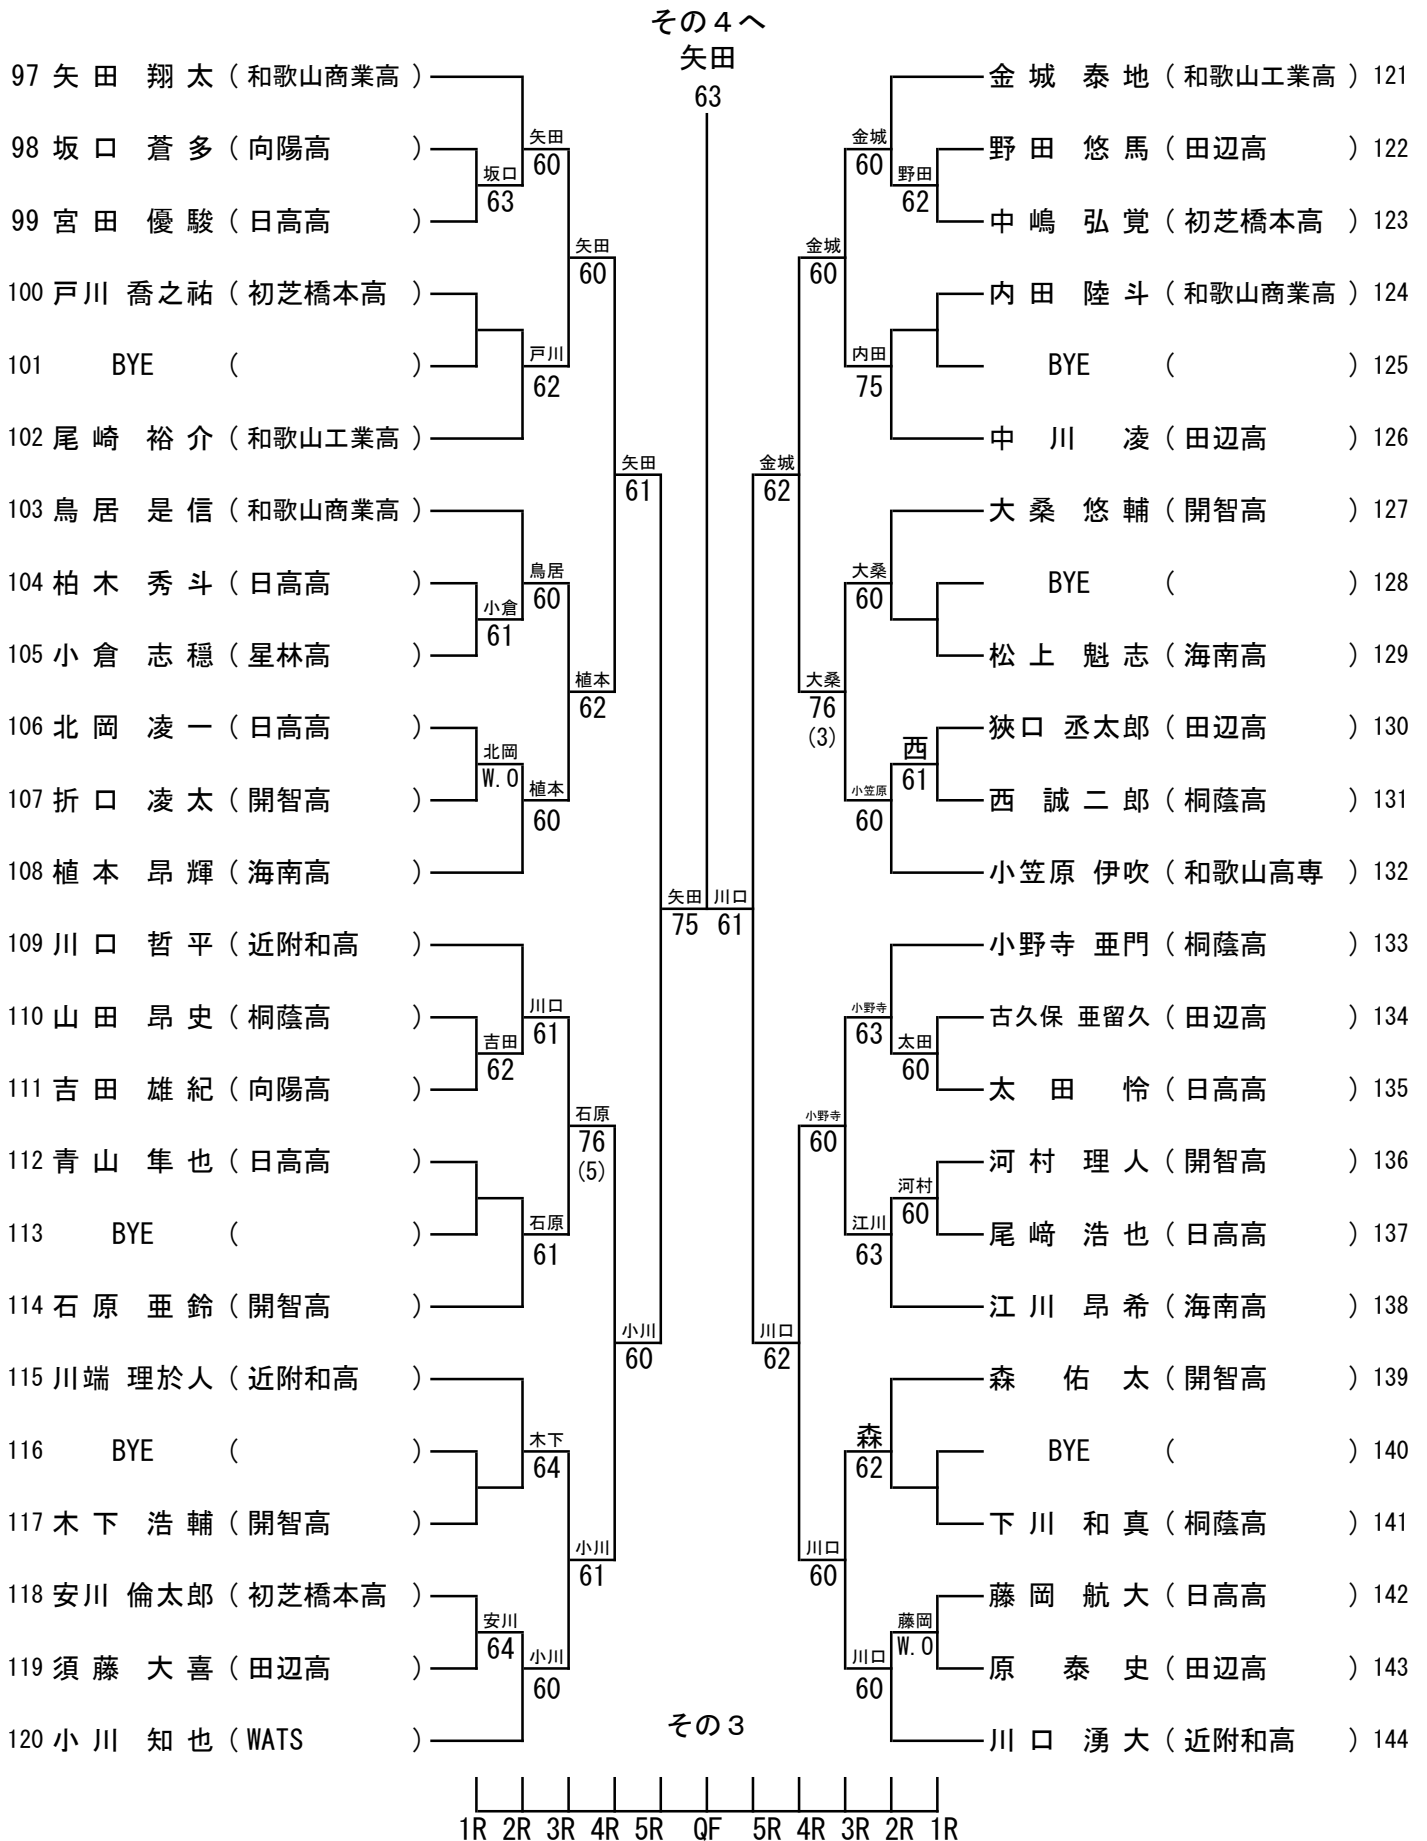 その４へ
矢田
63
97 矢田 翔太 ( 和歌山商業高 )
98 坂口 蒼多 ( 向陽高 )
99 宮田 優駿 ( 日高高 )
100 戸川 喬之祐 ( 初芝橋本高 )
101 BYE ( )
102 尾崎 裕介 ( 和歌山工業高 )
103 鳥居 是信 ( 和歌山商業高 )
104 柏木 秀斗 ( 日高高 )
105 小倉 志穏 ( 星林高 )
106 北岡 凌一 ( 日高高 )
107 折口 凌太 ( 開智高 )
108 植本 昂輝 ( 海南高 )
109 川口 哲平 ( 近附和高 )
110 山田 昂史 ( 桐蔭高 )
111 吉田 雄紀 ( 向陽高 )
112 青山 隼也 ( 日高高 )
113 BYE ( )
114 石原 亜鈴 ( 開智高 )
115 川端 理於人 ( 近附和高 )
116 BYE ( )
117 木下 浩輔 ( 開智高 )
118 安川 倫太郎 ( 初芝橋本高 )
119 須藤 大喜 ( 田辺高 )
120 小川 知也 ( WATS )
坂口
63
小倉
61
北岡
W.O
吉田
62
安川
64
矢田
60
戸川
62
鳥居
60
植本
60
川口
61
石原
61
木下
64
小川
60
矢田
60
植本
62
石原
76
(5)
小川
61
矢田
61
小川
60
矢田
75
川口
61
金城
62
川口
62
金城
60
大桑
76
(3)
小野寺
60
川口
60
金城
60
内田
75
大桑
60
小笠原
60
小野寺
63
江川
63
森
62
川口
60
野田
62
西
61
太田
60
河村
60
藤岡
W.O
金城 泰地 ( 和歌山工業高 ) 121
野田 悠馬 ( 田辺高 ) 122
中嶋 弘覚 ( 初芝橋本高 ) 123
内田 陸斗 ( 和歌山商業高 ) 124
BYE ( ) 125
中川 凌 ( 田辺高 ) 126
大桑 悠輔 ( 開智高 ) 127
BYE ( ) 128
松上 魁志 ( 海南高 ) 129
狹口 丞太郎 ( 田辺高 ) 130
西 誠二郎 ( 桐蔭高 ) 131
小笠原 伊吹 ( 和歌山高専 ) 132
小野寺 亜門 ( 桐蔭高 ) 133
古久保 亜留久 ( 田辺高 ) 134
太田 怜 ( 日高高 ) 135
河村 理人 ( 開智高 ) 136
尾﨑 浩也 ( 日高高 ) 137
江川 昂希 ( 海南高 ) 138
森 佑太 ( 開智高 ) 139
BYE ( ) 140
下川 和真 ( 桐蔭高 ) 141
藤岡 航大 ( 日高高 ) 142
原 泰史 ( 田辺高 ) 143
川口 湧大 ( 近附和高 ) 144
その３
1R 2R 3R 4R 5R QF 5R 4R 3R 2R 1R